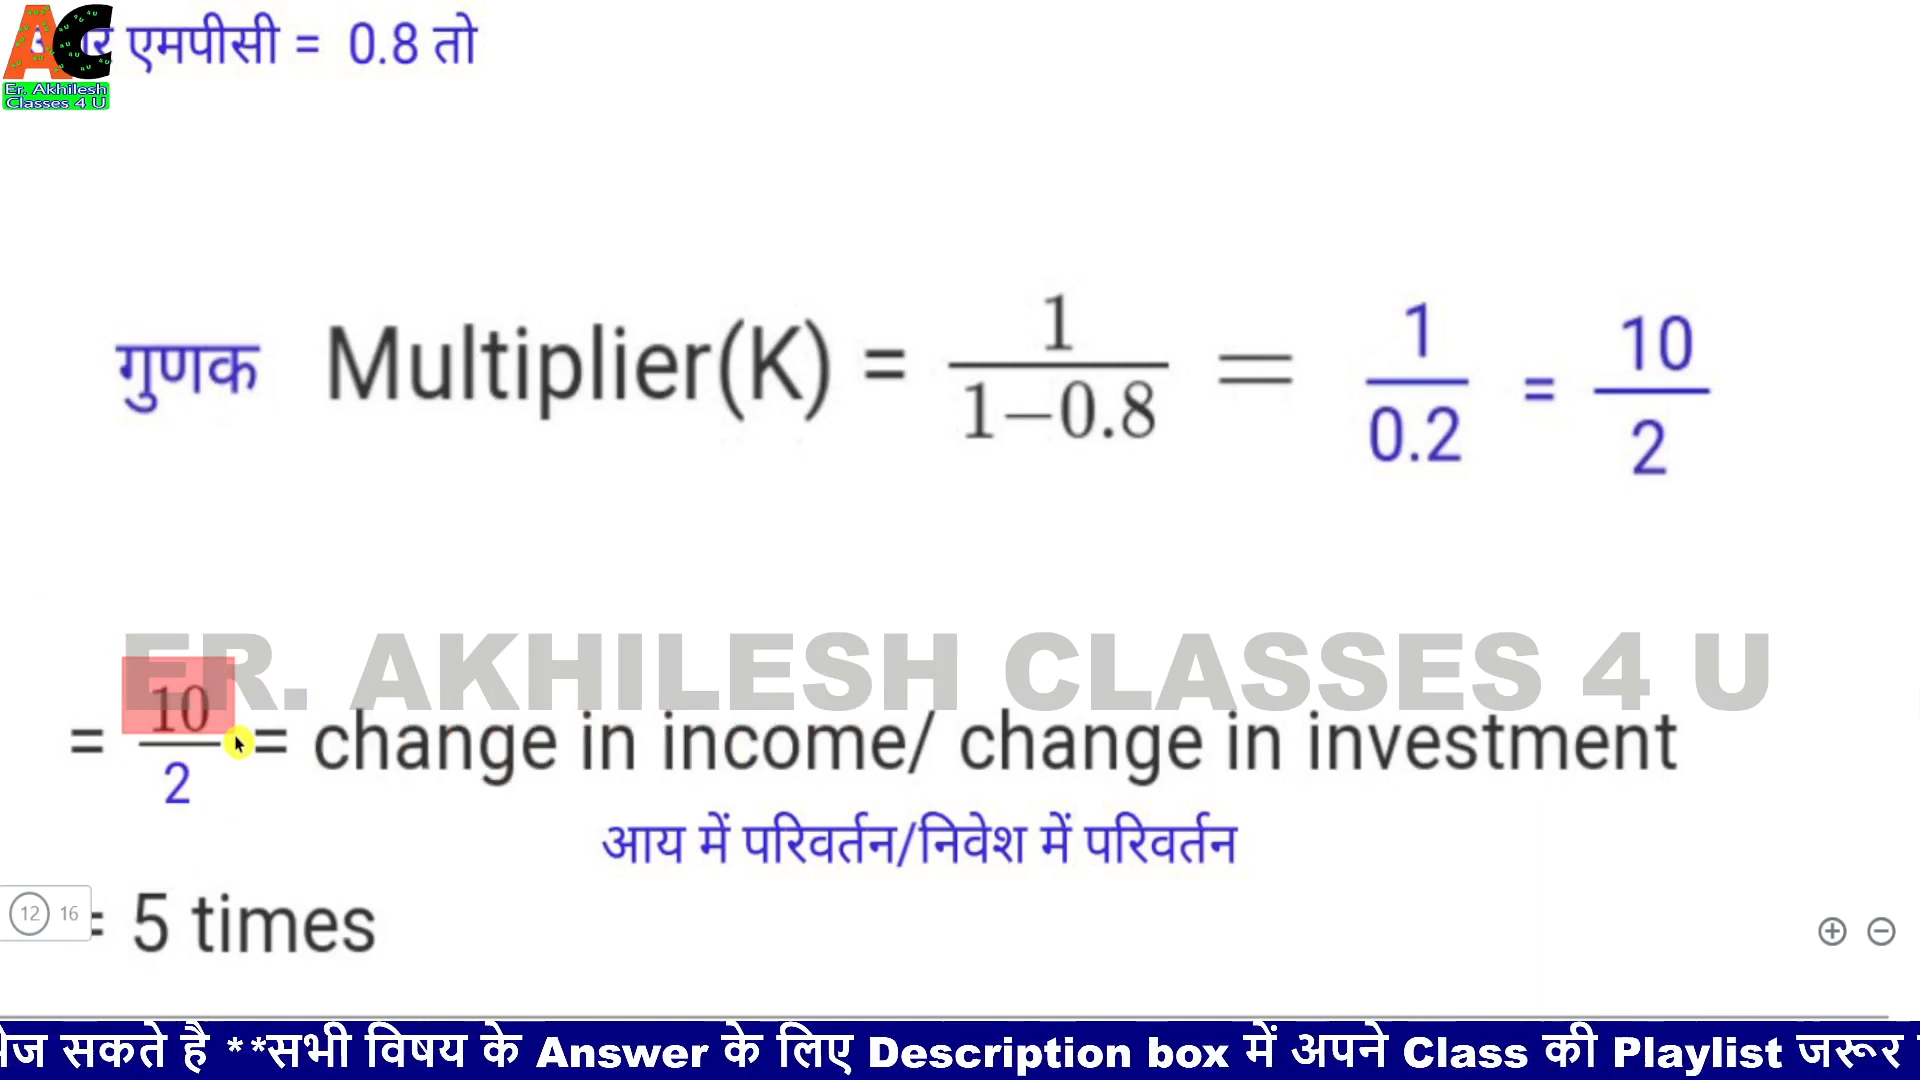 AC
Er. Akhilesh
Classes 4 U
एमपीसी = 0.8 तो
गुणक Multiplier(K) = 1/1−0.8 = 1/0.2 = 10/2
ER. AKHILESH CLASSES 4 U
= 10/2 = change in income/ change in investment
आय में परिवर्तन/निवेश में परिवर्तन
12 16
= 5 times
सकते है **सभी विषय के Answer के लिए Description box में अपने Class की Playlist जरूर